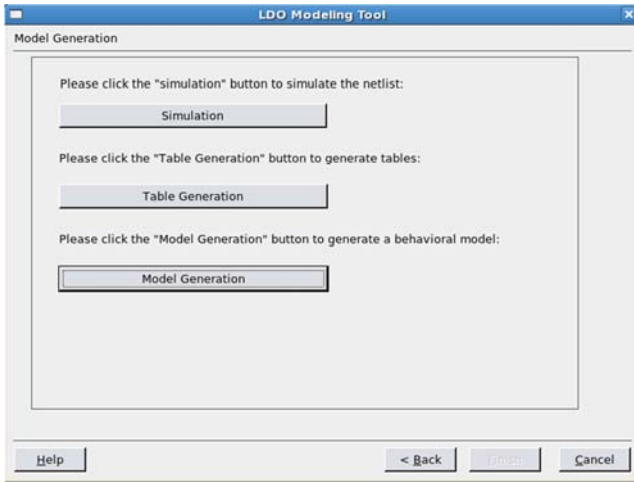 LDO Modeling Tool
Model Generation
Please click the "simulation" button to simulate the netlist:
Simulation
Please click the "Table Generation" button to generate tables:
Table Generation
Please click the "Model Generation" button to generate a behavioral model:
Model Generation
Help
< Back
Finish
Cancel